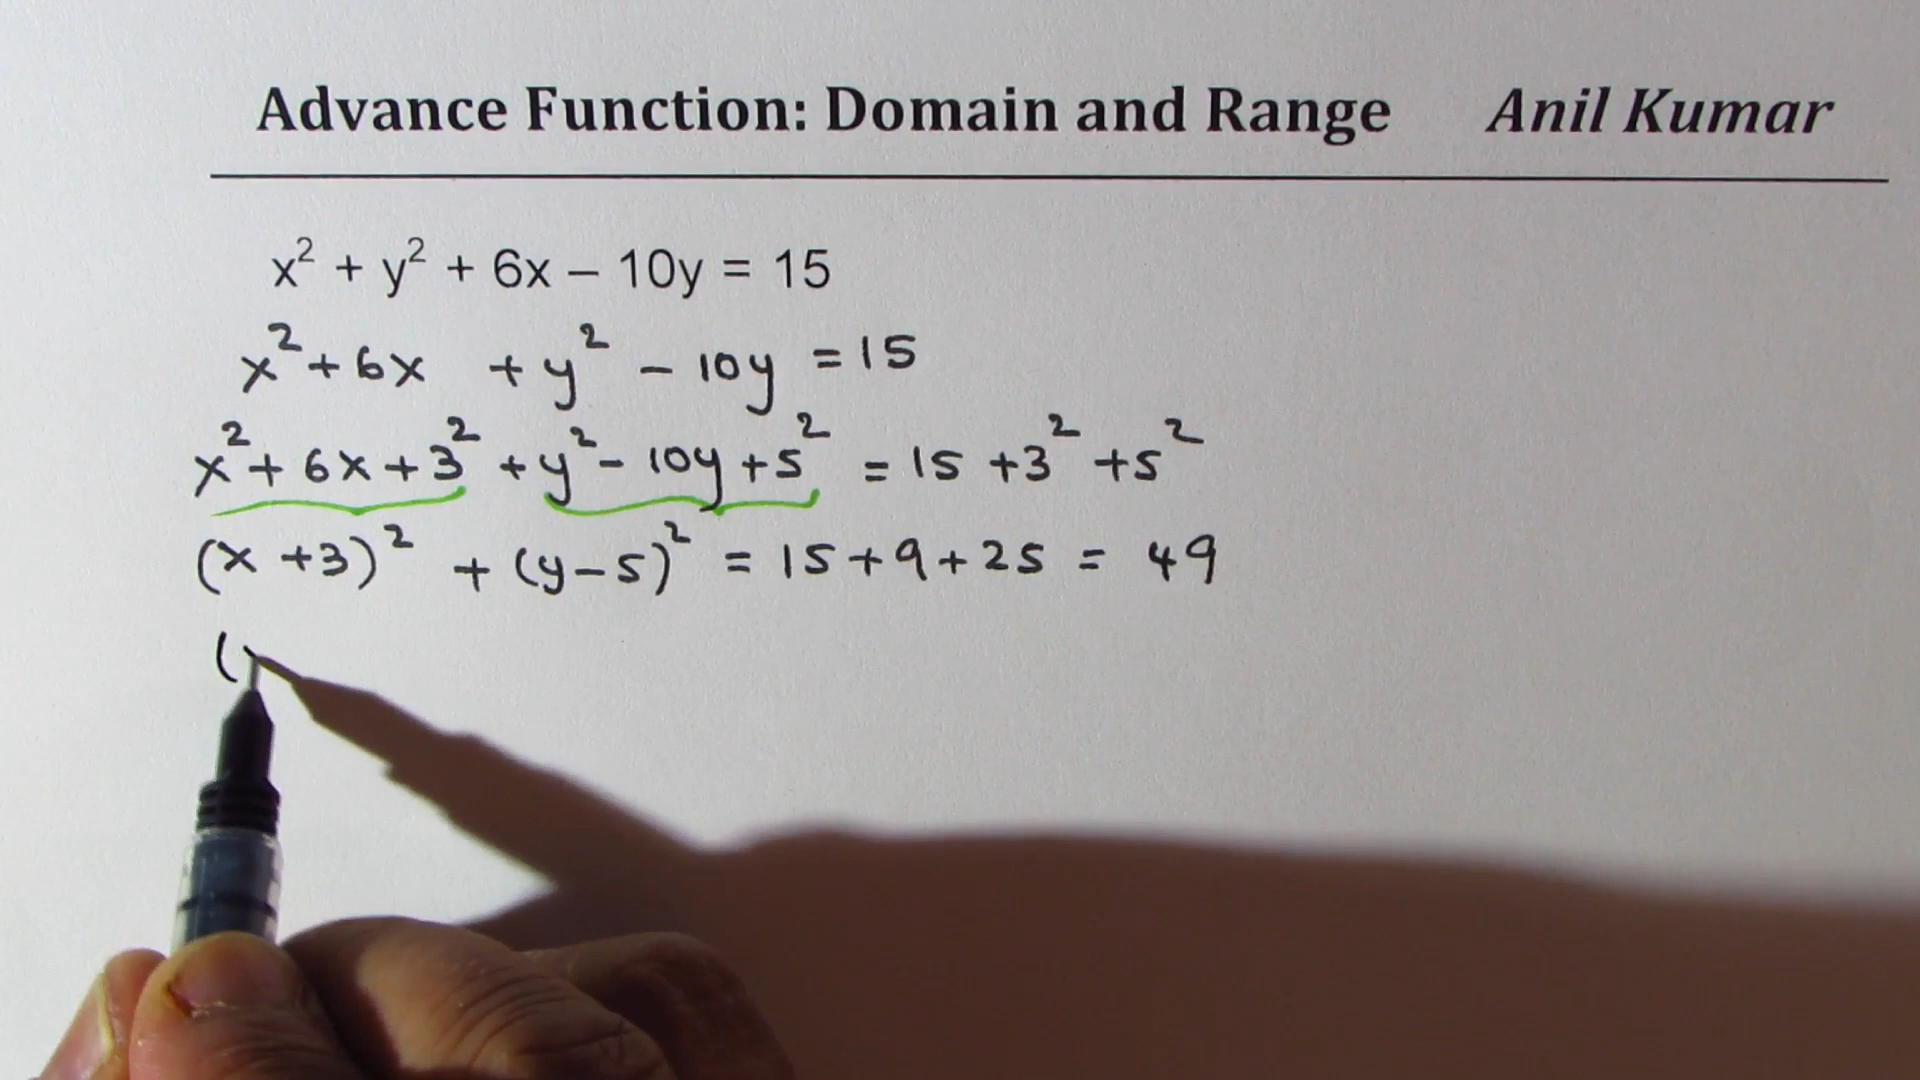 Advance Function: Domain and Range Anil Kumar
x² + y² + 6x – 10y = 15
x² + 6x + y² - 10y = 15
x² + 6x + 3² + y² - 10y + 5² = 15 + 3² + 5²
(x + 3)² + (y - 5)² = 15 + 9 + 25 = 49
(